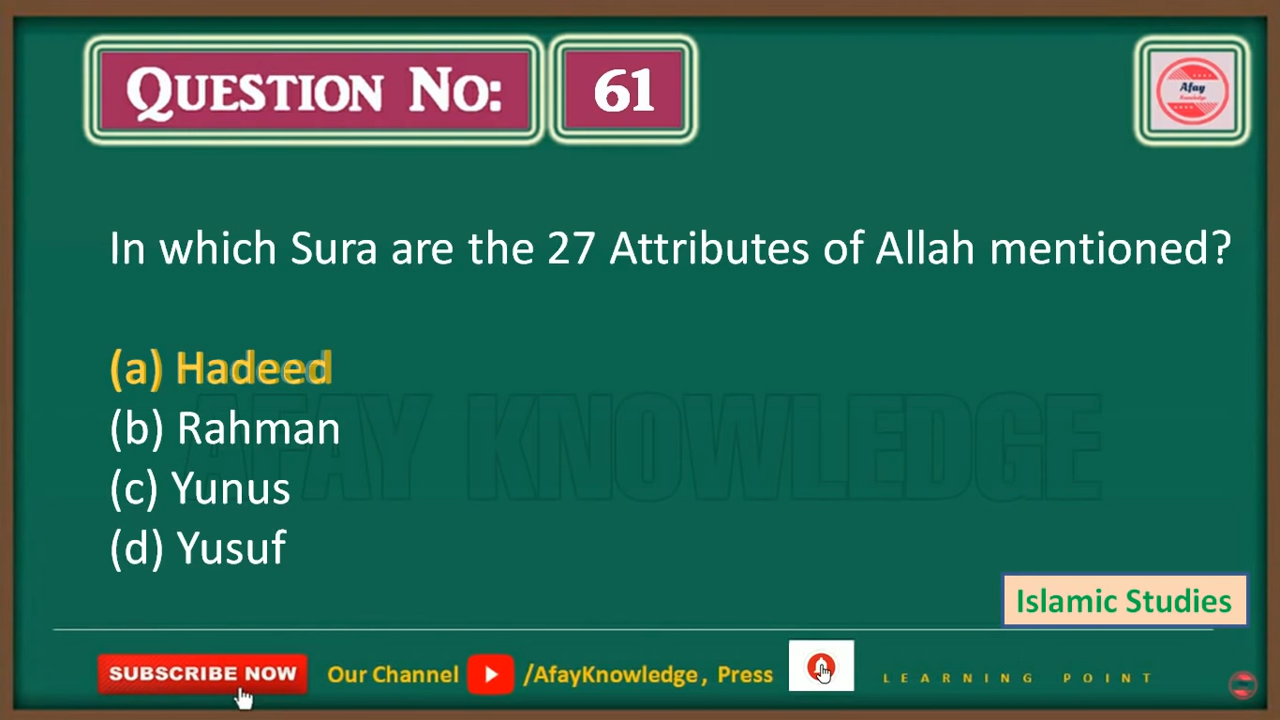 QUESTION NO: 61
Afay
Knowledge
In which Sura are the 27 Attributes of Allah mentioned?
(a) Hadeed
(b) Rahman
(c) Yunus
(d) Yusuf
AFAY KNOWLEDGE
Islamic Studies
SUBSCRIBE NOW Our Channel /AfayKnowledge, Press LEARNING POINT